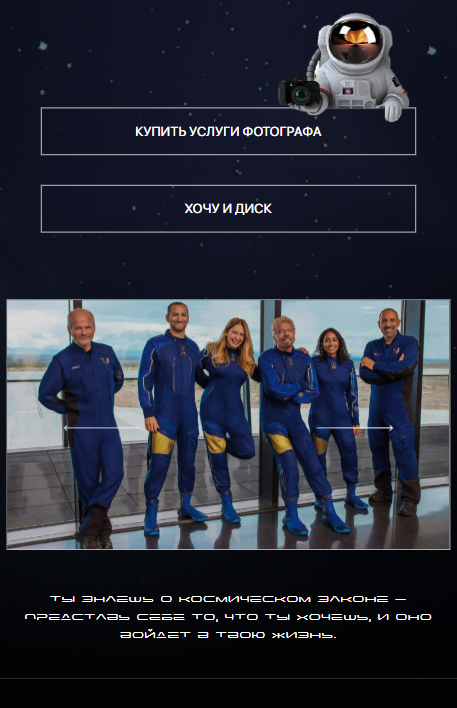 КУПИТЬ УСЛУГИ ФОТОГРАФА
ХОЧУ И ДИСК
ТЫ ЗНАЕШЬ О КОСМИЧЕСКОМ ЗАКОНЕ –
ПРЕДСТАВЬ СЕБЕ ТО, ЧТО ТЫ ХОЧЕШЬ, И ОНО
ВОЙДЕТ В ТВОЮ ЖИЗНЬ.